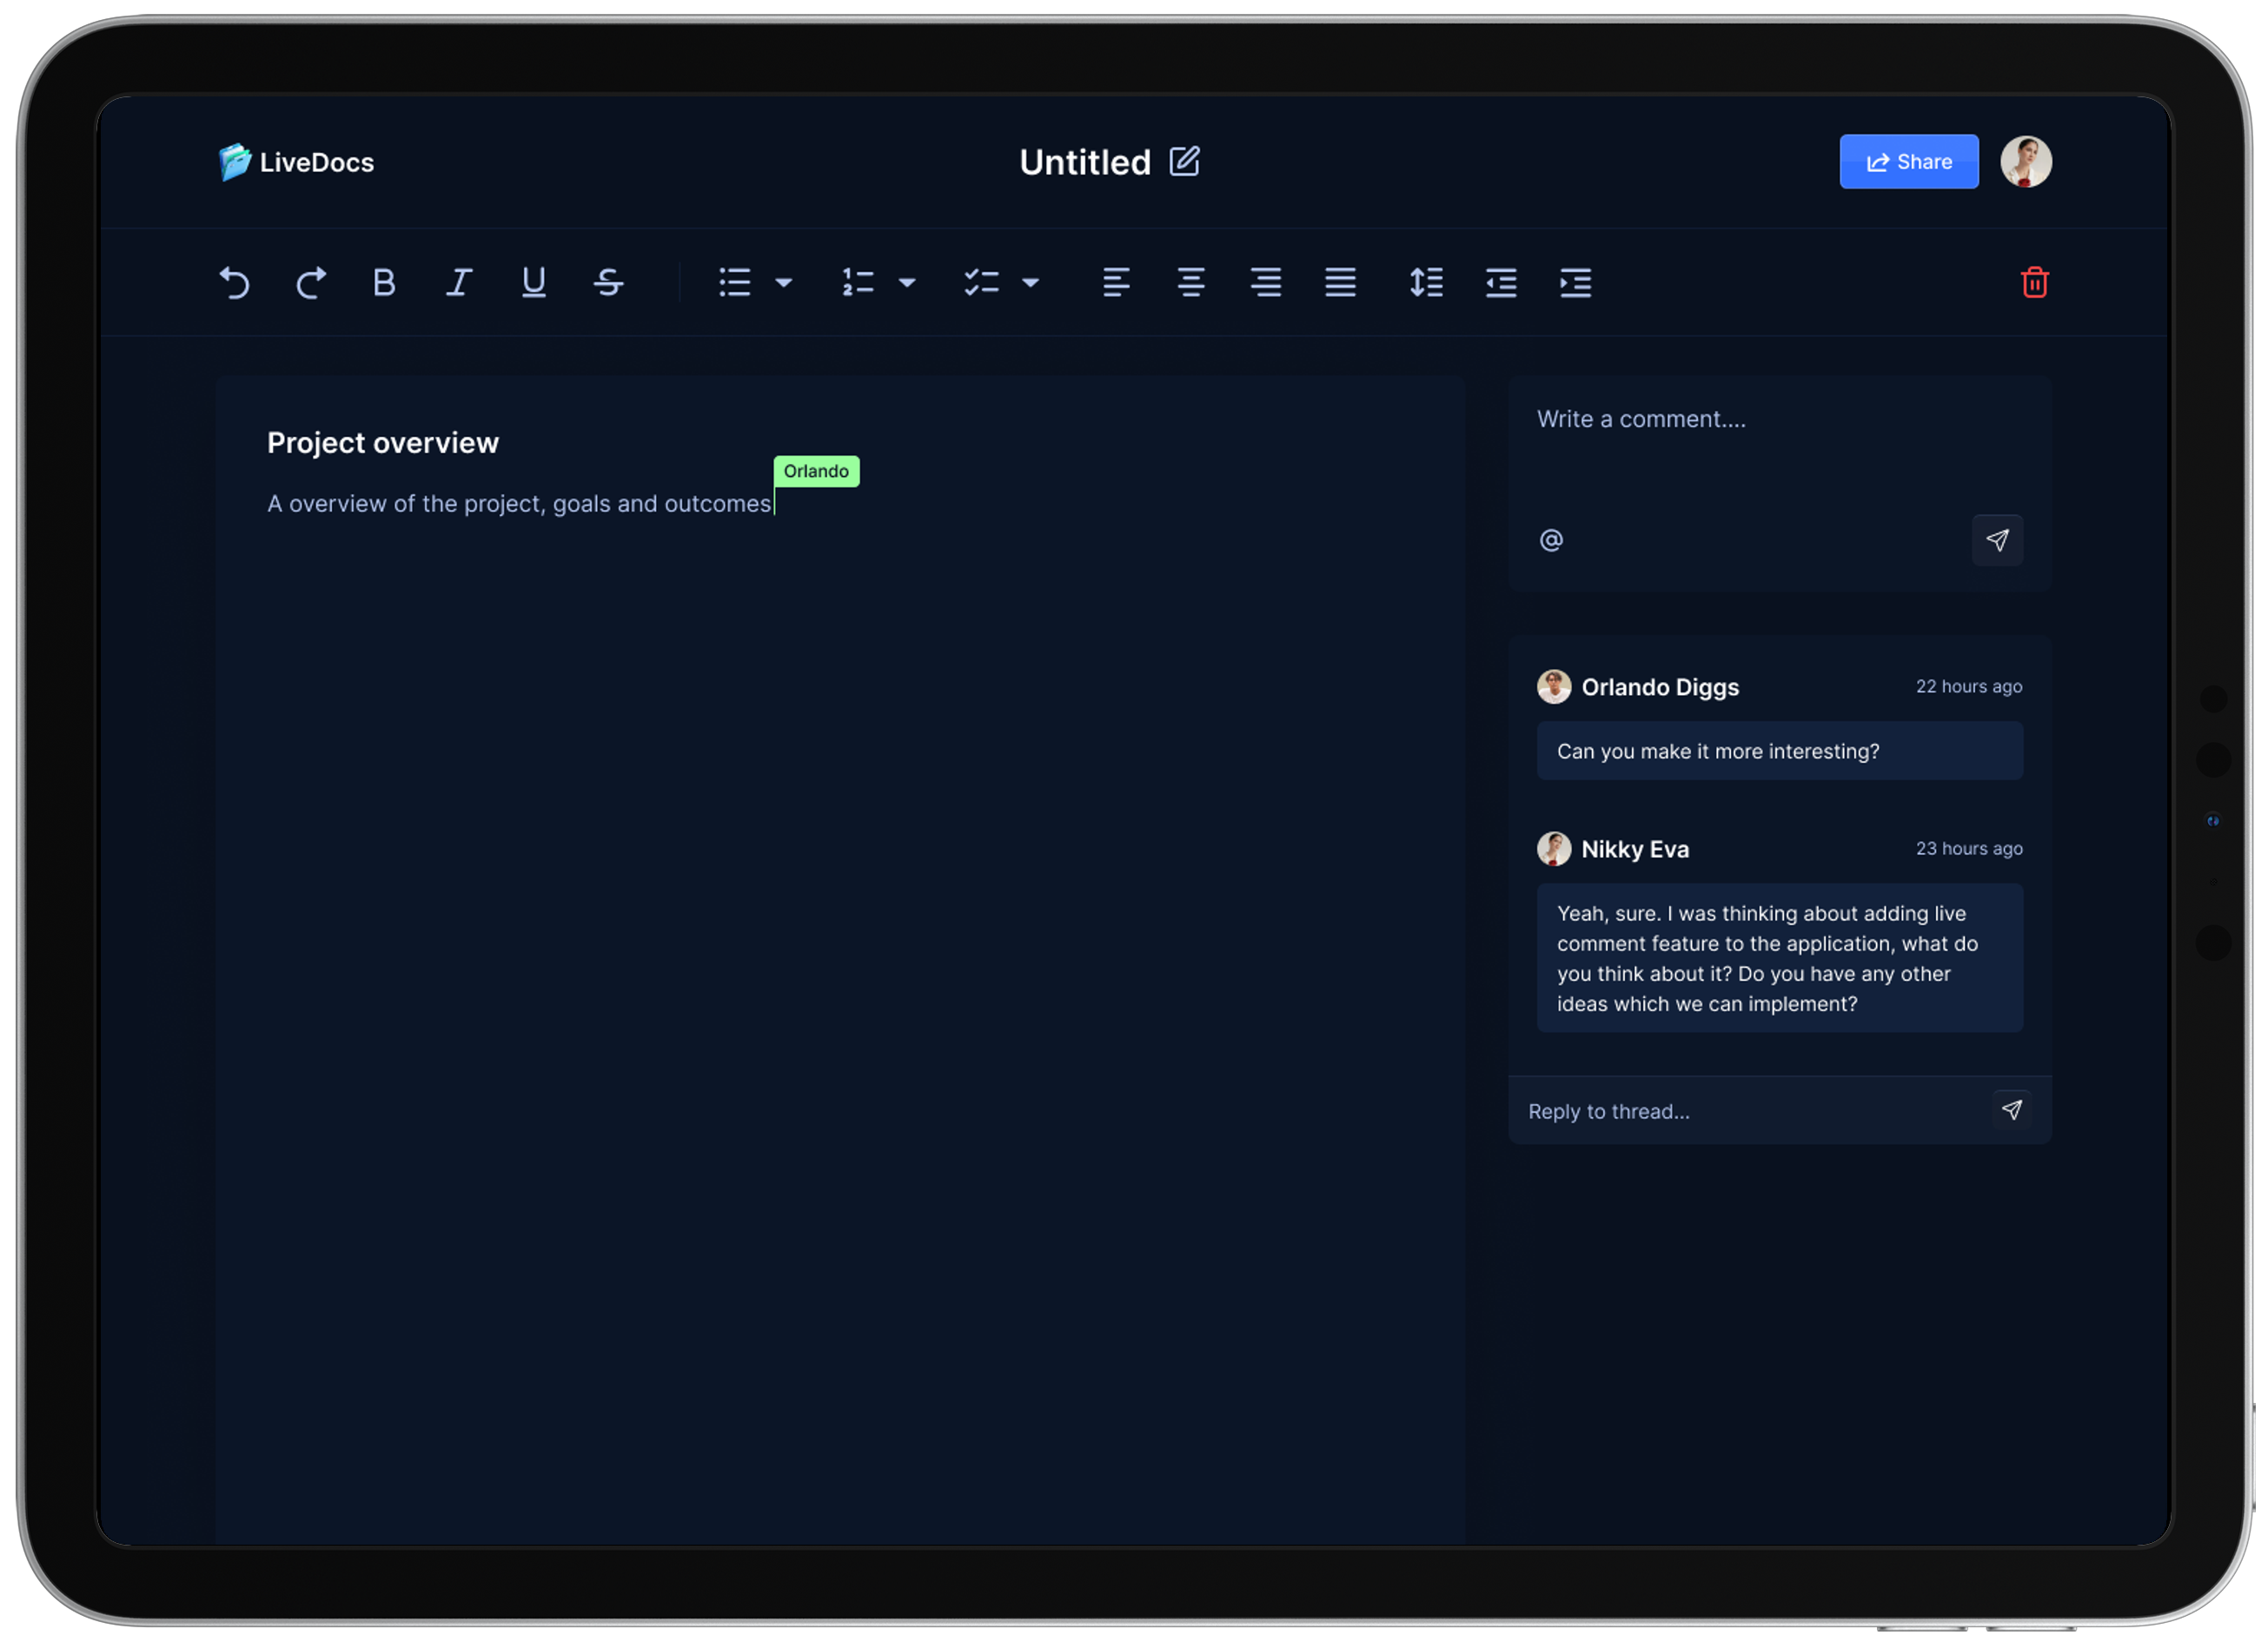 LiveDocs
Untitled
Share
Project overview
Orlando
A overview of the project, goals and outcomes
Write a comment....
@
Orlando Diggs
22 hours ago
Can you make it more interesting?
Nikky Eva
23 hours ago
Yeah, sure. I was thinking about adding live
comment feature to the application, what do
you think about it? Do you have any other
ideas which we can implement?
Reply to thread...